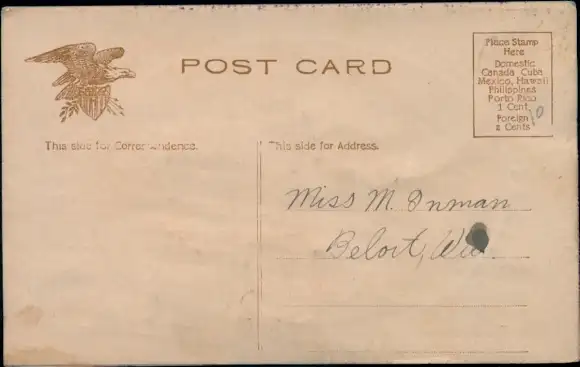 POST CARD
Place Stamp
Here
Domestic
Canada Cuba
Mexico, Hawaii
Philippines
Porto Rico
1 Cent.
Foreign
2 Cents
10
This side for Correspondence.
This side for Address.
Miss M. Inman
Beloit, Wis.